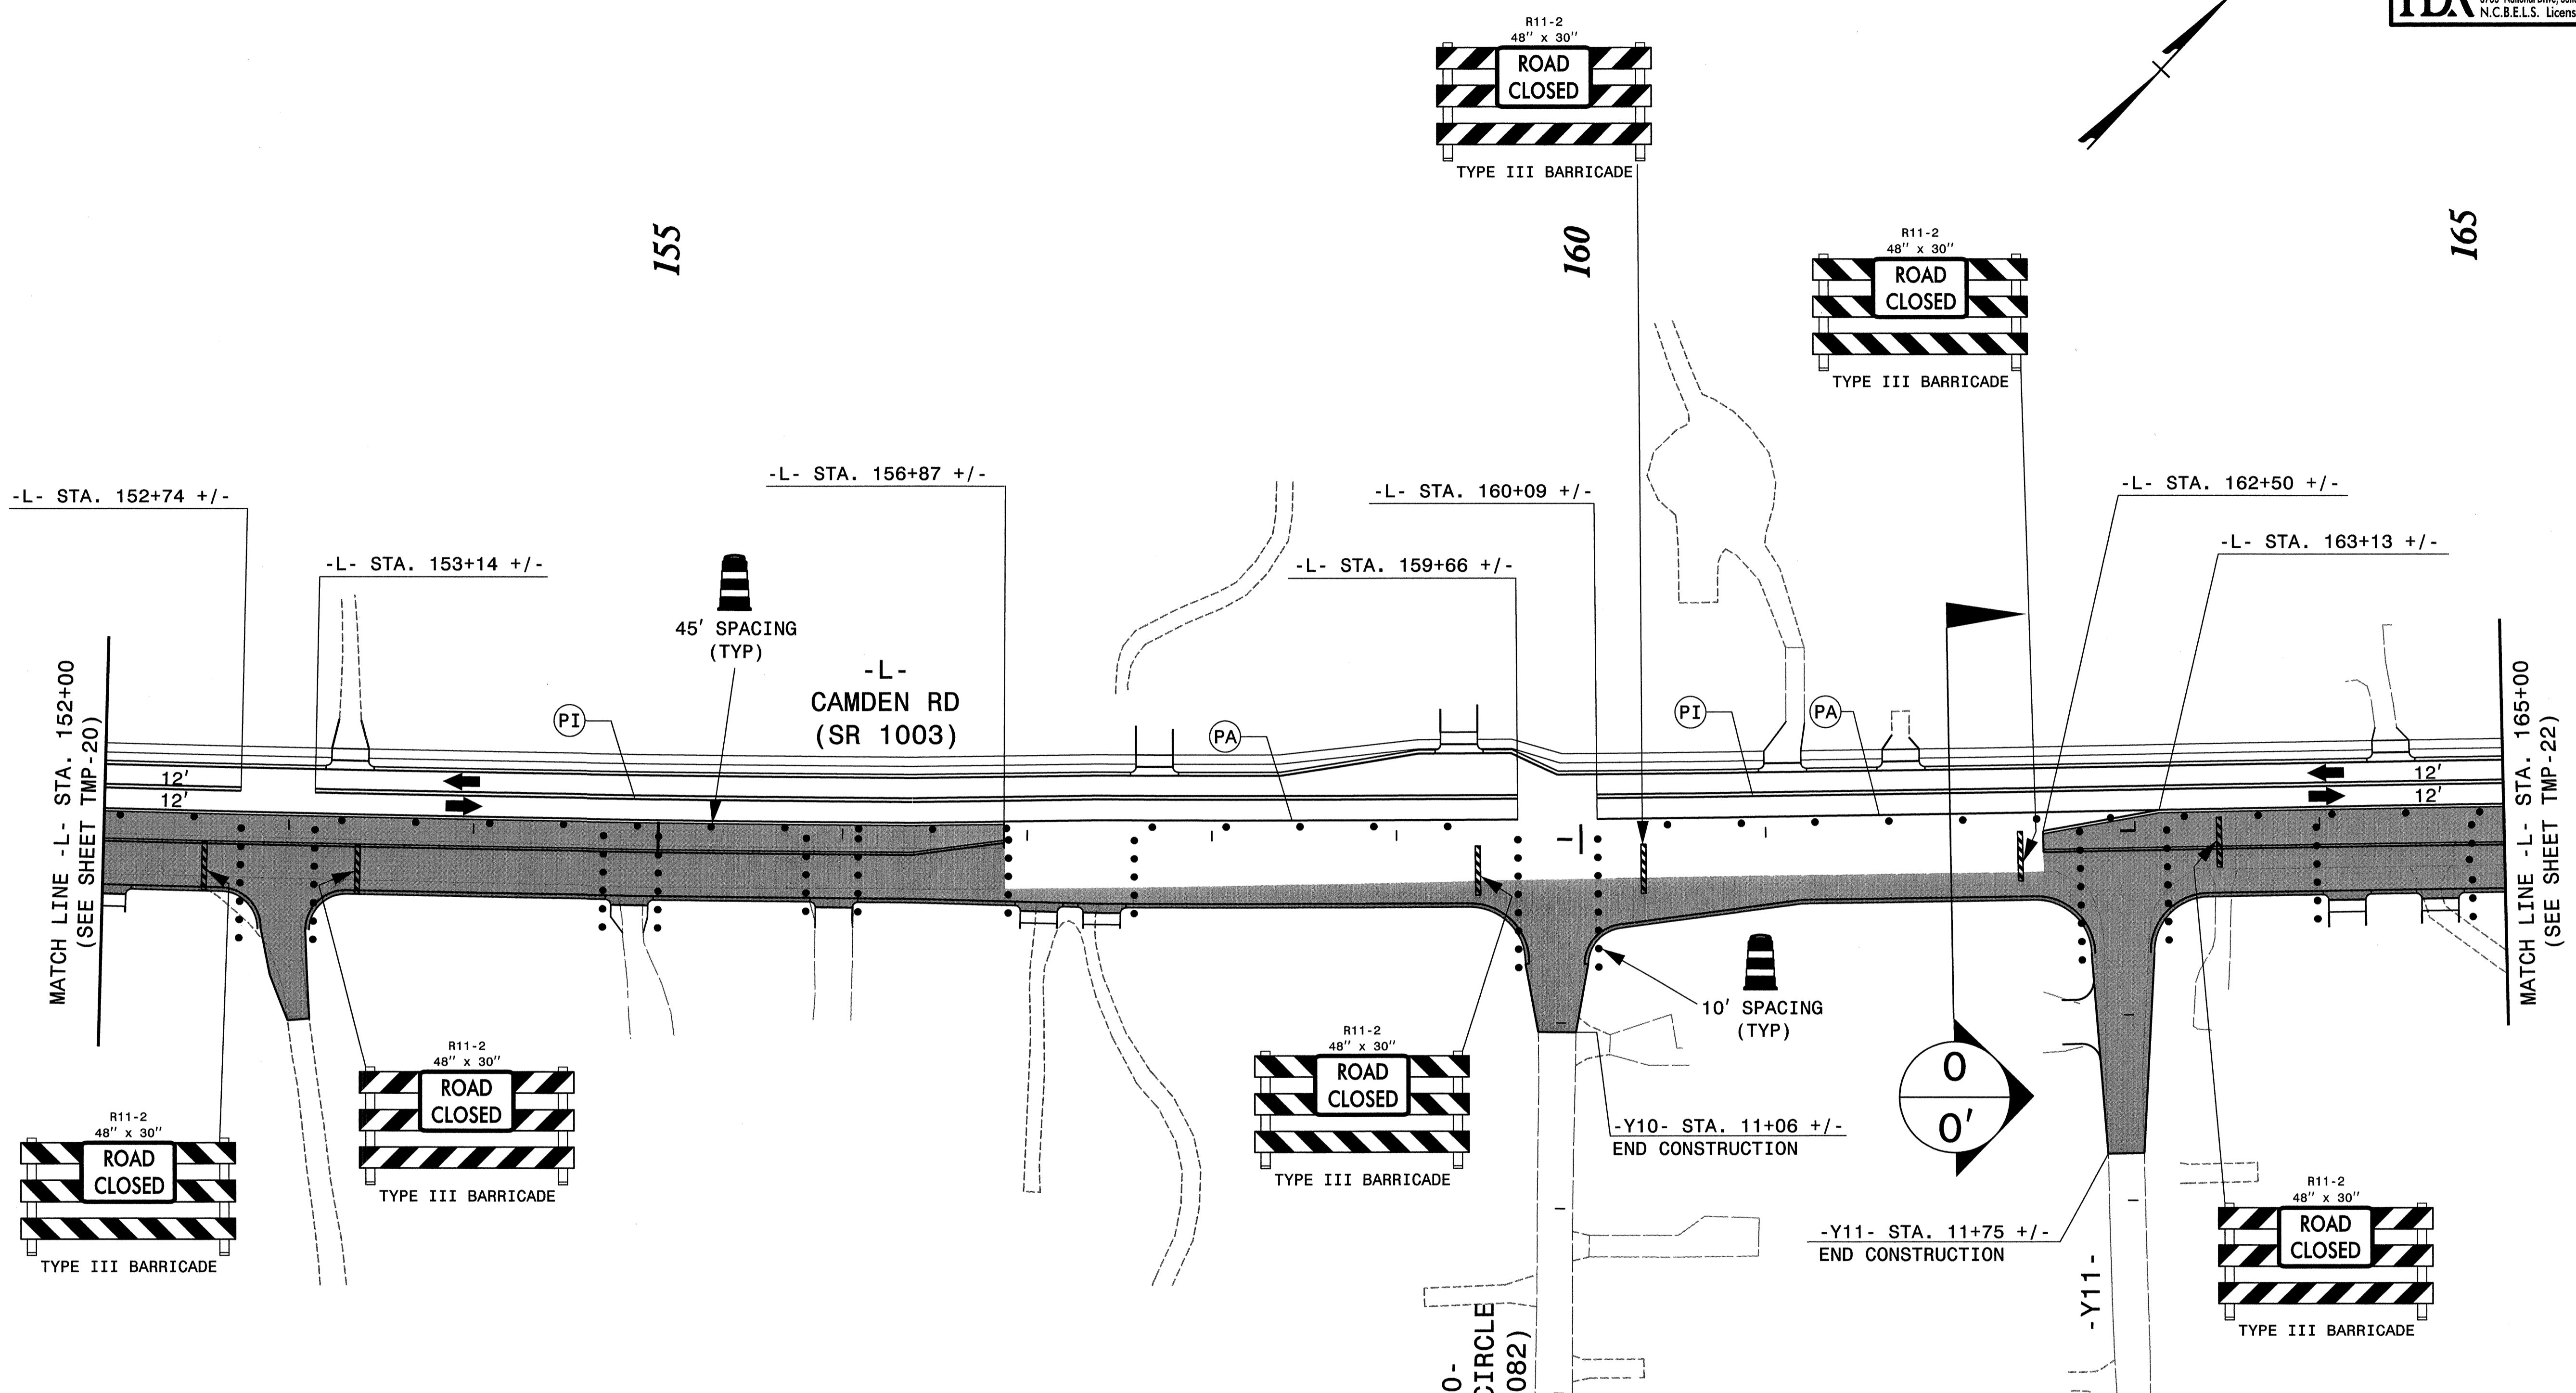 N.C.B.E.L.S. Licens
R11-2
48" x 30"
ROAD
CLOSED
TYPE III BARRICADE
155
160
165
R11-2
48" x 30"
ROAD
CLOSED
TYPE III BARRICADE
-L- STA. 152+74 +/-
-L- STA. 156+87 +/-
-L- STA. 160+09 +/-
-L- STA. 162+50 +/-
-L- STA. 153+14 +/-
-L- STA. 159+66 +/-
-L- STA. 163+13 +/-
45' SPACING
(TYP)
-L-
CAMDEN RD
(SR 1003)
PI
PA
PI
PA
MATCH LINE -L- STA. 152+00
(SEE SHEET TMP-20)
12'
12'
12'
12'
MATCH LINE -L- STA. 165+00
(SEE SHEET TMP-22)
10' SPACING
(TYP)
R11-2
48" x 30"
ROAD
CLOSED
TYPE III BARRICADE
R11-2
48" x 30"
ROAD
CLOSED
TYPE III BARRICADE
R11-2
48" x 30"
ROAD
CLOSED
TYPE III BARRICADE
-Y10- STA. 11+06 +/-
END CONSTRUCTION
O
O'
-Y11- STA. 11+75 +/-
END CONSTRUCTION
-Y11-
R11-2
48" x 30"
ROAD
CLOSED
TYPE III BARRICADE
0-
CIRCLE
082)